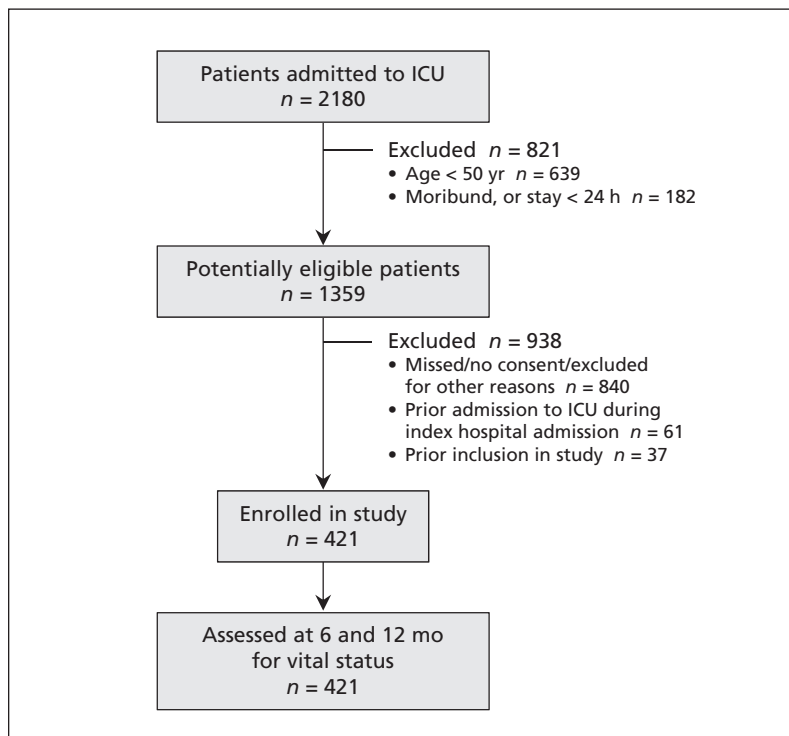 Patients admitted to ICU
n = 2180
Excluded n = 821
• Age < 50 yr n = 639
• Moribund, or stay < 24 h n = 182
Potentially eligible patients
n = 1359
Excluded n = 938
• Missed/no consent/excluded
for other reasons n = 840
• Prior admission to ICU during
index hospital admission n = 61
• Prior inclusion in study n = 37
Enrolled in study
n = 421
Assessed at 6 and 12 mo
for vital status
n = 421